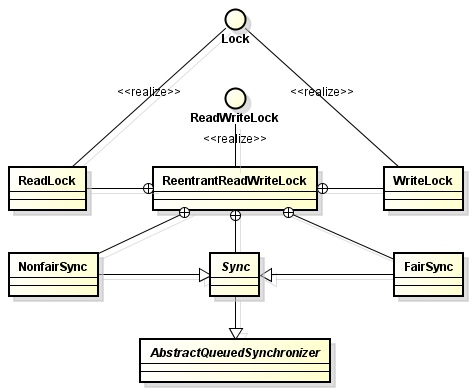 Lock
<<realize>>
<<realize>>
ReadWriteLock
<<realize>>
ReadLock
ReentrantReadWriteLock
WriteLock
NonfairSync
Sync
FairSync
AbstractQueuedSynchronizer